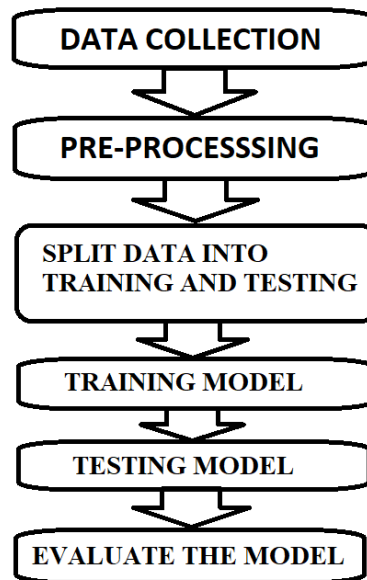 DATA COLLECTION
PRE-PROCESSSING
SPLIT DATA INTO
TRAINING AND TESTING
TRAINING MODEL
TESTING MODEL
EVALUATE THE MODEL